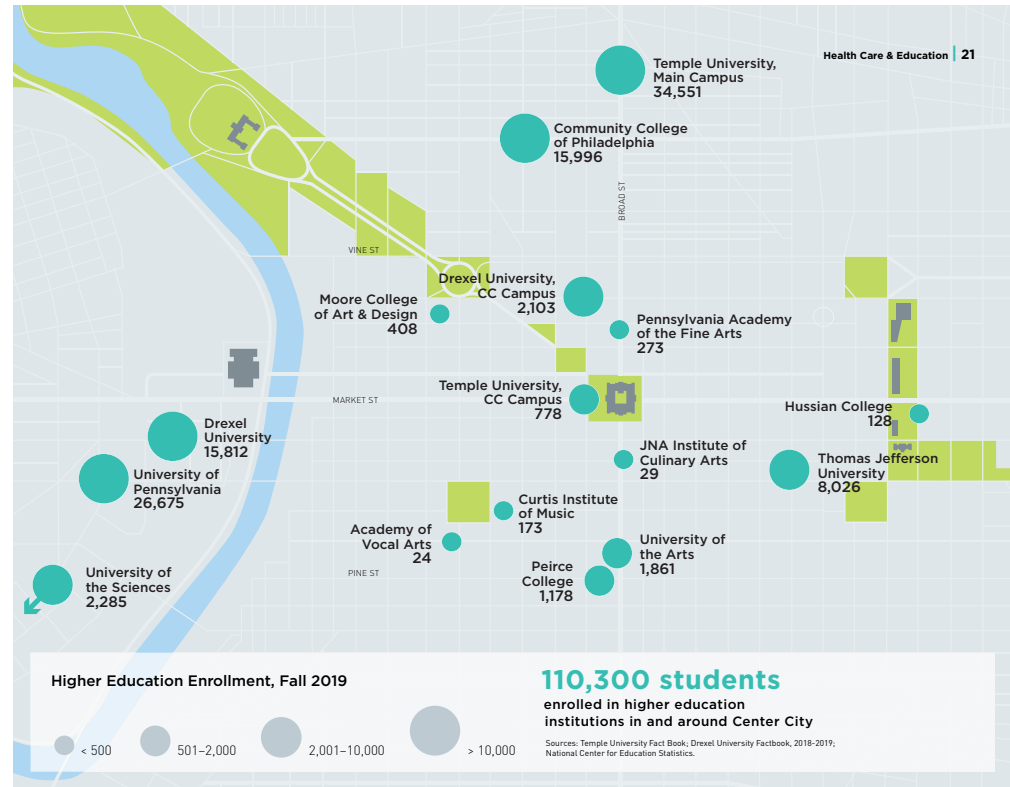 Health Care & Education | 21
Temple University,
Main Campus
34,551
Community College
of Philadelphia
15,996
BROAD ST
VINE ST
Drexel University,
CC Campus
2,103
Moore College
of Art & Design
408
Pennsylvania Academy
of the Fine Arts
273
Temple University,
CC Campus
778
MARKET ST
Hussian College
128
Drexel
University
15,812
JNA Institute of
Culinary Arts
29
Thomas Jefferson
University
8,026
University of
Pennsylvania
26,675
Curtis Institute
of Music
173
Academy of
Vocal Arts
24
University of
the Arts
1,861
Peirce
College
1,178
PINE ST
University of
the Sciences
2,285
Higher Education Enrollment, Fall 2019
< 500
501–2,000
2,001–10,000
> 10,000
110,300 students
enrolled in higher education
institutions in and around Center City
Sources: Temple University Fact Book; Drexel University Factbook, 2018-2019;
National Center for Education Statistics.